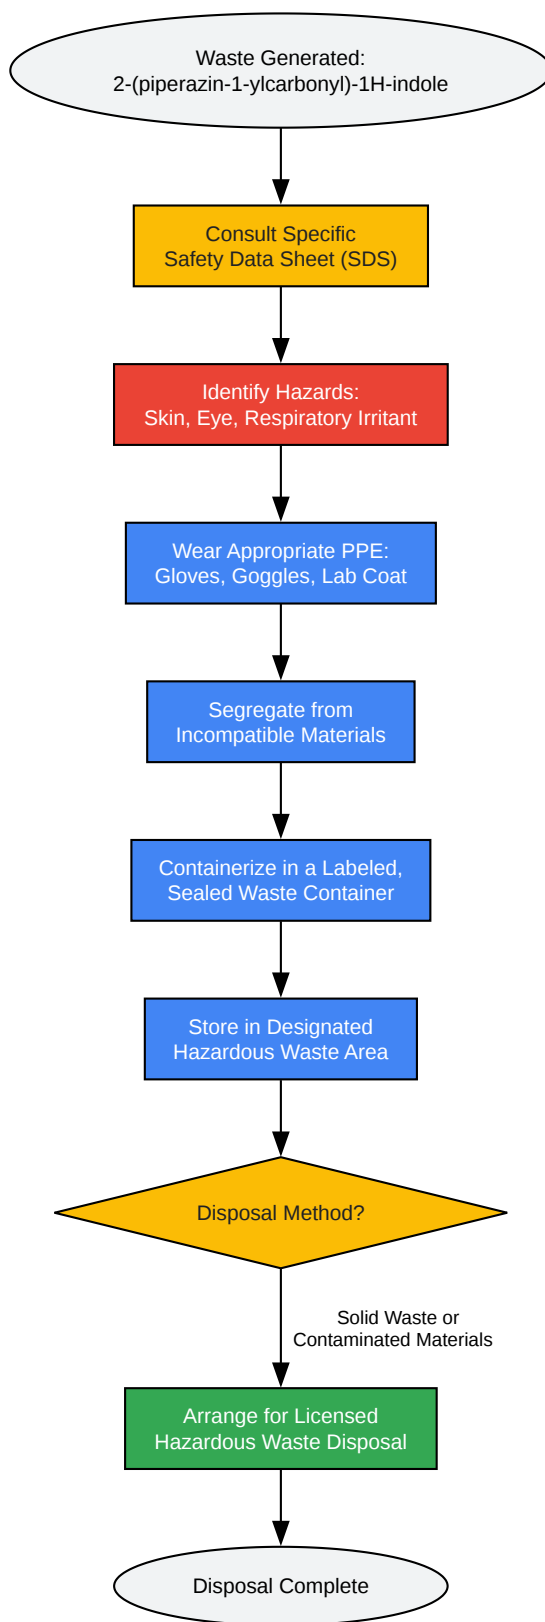 Waste Generated:
2-(piperazin-1-ylcarbonyl)-1H-indole
Consult Specific
Safety Data Sheet (SDS)
Identify Hazards:
Skin, Eye, Respiratory Irritant
Wear Appropriate PPE:
Gloves, Goggles, Lab Coat
Segregate from
Incompatible Materials
Containerize in a Labeled,
Sealed Waste Container
Store in Designated
Hazardous Waste Area
Disposal Method?
Solid Waste or
Contaminated Materials
Arrange for Licensed
Hazardous Waste Disposal
Disposal Complete